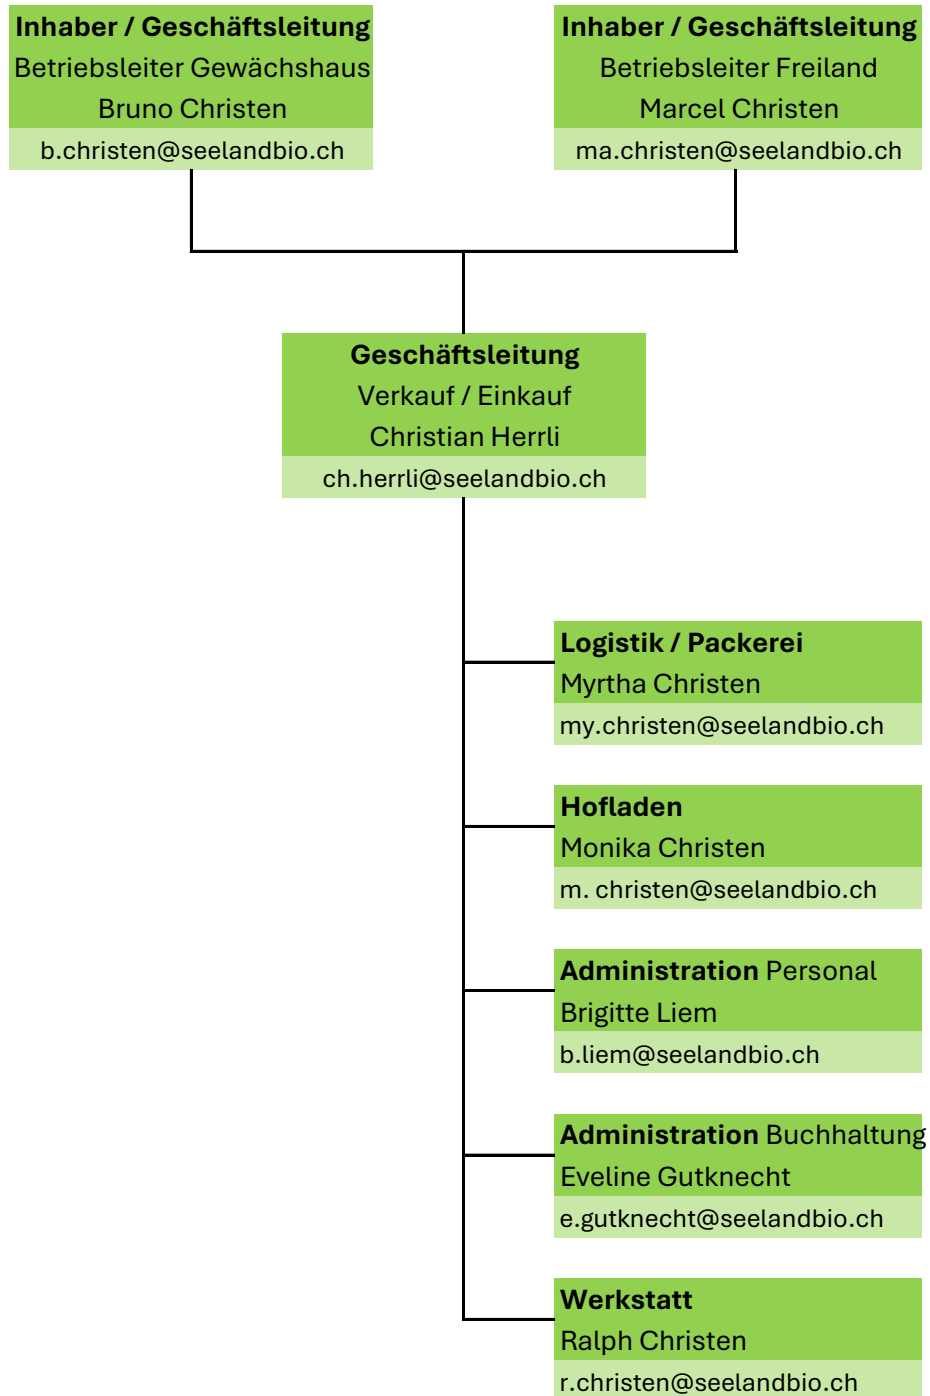 Inhaber / Geschäftsleitung
Betriebsleiter Gewächshaus
Bruno Christen
b.christen@seelandbio.ch
Inhaber / Geschäftsleitung
Betriebsleiter Freiland
Marcel Christen
ma.christen@seelandbio.ch
Geschäftsleitung
Verkauf / Einkauf
Christian Herrli
ch.herrli@seelandbio.ch
Logistik / Packerei
Myrtha Christen
my.christen@seelandbio.ch
Hofladen
Monika Christen
m. christen@seelandbio.ch
Administration Personal
Brigitte Liem
b.liem@seelandbio.ch
Administration Buchhaltung
Eveline Gutknecht
e.gutknecht@seelandbio.ch
Werkstatt
Ralph Christen
r.christen@seelandbio.ch